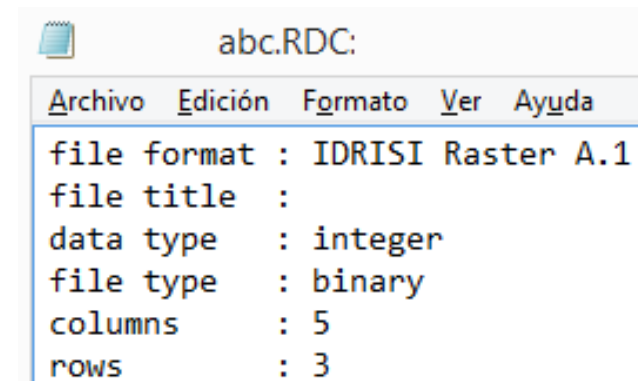 abc.RDC:
Archivo Edición Formato Ver Ayuda
file format : IDRISI Raster A.1
file title :
data type : integer
file type : binary
columns : 5
rows : 3